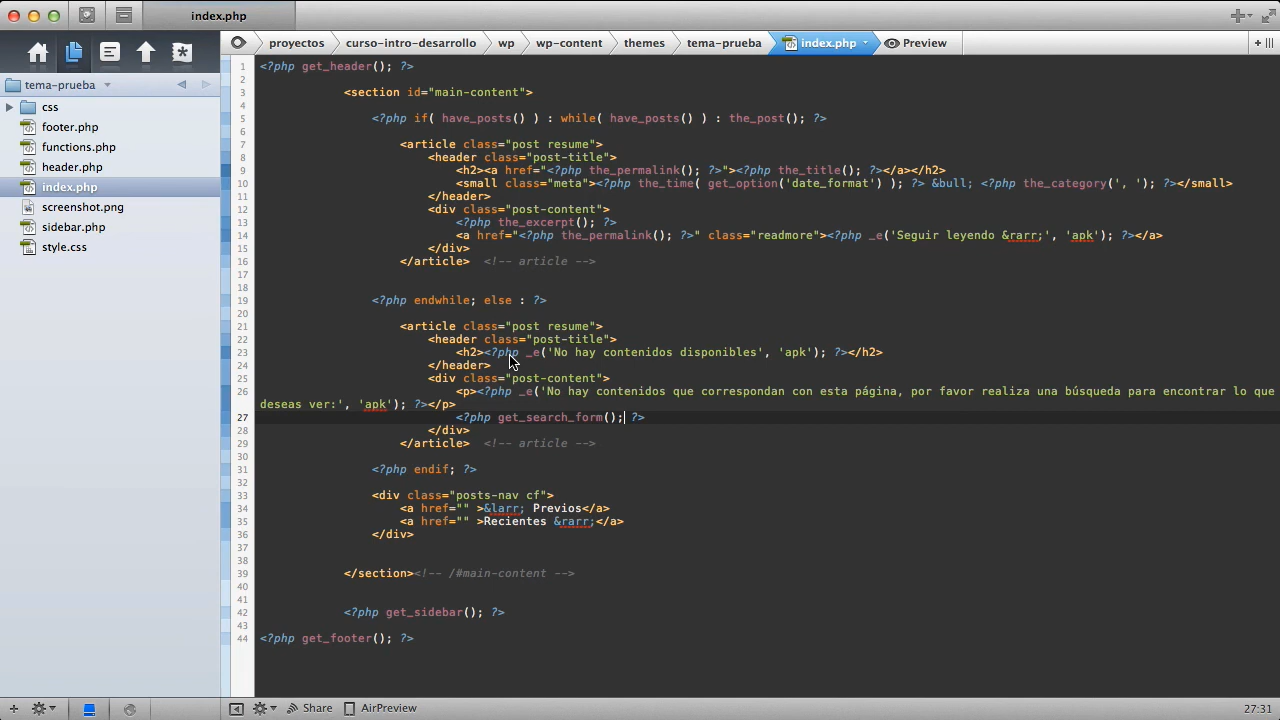 index.php
proyectos curso-intro-desarrollo wp wp-content themes tema-prueba index.php Preview
tema-prueba
css
footer.php
functions.php
header.php
index.php
screenshot.png
sidebar.php
style.css
1 <?php get_header(); ?>
2
3 <section id="main-content">
4
5 <?php if( have_posts() ) : while( have_posts() ) : the_post(); ?>
6
7 <article class="post resume">
8 <header class="post-title">
9 <h2><a href="<?php the_permalink(); ?>"><?php the_title(); ?></a></h2>
10 <small class="meta"><?php the_time( get_option('date_format') ); ?> &bull; <?php the_category(', '); ?></small>
11 </header>
12 <div class="post-content">
13 <?php the_excerpt(); ?>
14 <a href="<?php the_permalink(); ?>" class="readmore"><?php _e('Seguir leyendo &rarr;', 'apk'); ?></a>
15 </div>
16 </article> <!-- article -->
17
18
19 <?php endwhile; else : ?>
20
21 <article class="post resume">
22 <header class="post-title">
23 <h2><?php _e('No hay contenidos disponibles', 'apk'); ?></h2>
24 </header>
25 <div class="post-content">
26 <p><?php _e('No hay contenidos que correspondan con esta página, por favor realiza una búsqueda para encontrar lo que
deseas ver:', 'apk'); ?></p>
27 <?php get_search_form(); ?>
28 </div>
29 </article> <!-- article -->
30
31 <?php endif; ?>
32
33 <div class="posts-nav cf">
34 <a href="" >&larr; Previos</a>
35 <a href="" >Recientes &rarr;</a>
36 </div>
37
38
39 </section><!-- /#main-content -->
40
41
42 <?php get_sidebar(); ?>
43
44 <?php get_footer(); ?>
Share AirPreview 27:31